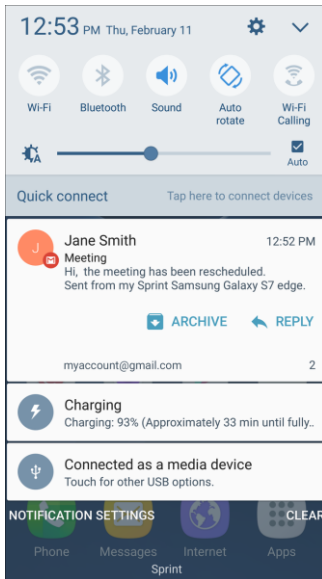 12:53 PM Thu, February 11
Wi-Fi
Bluetooth
Sound
Auto rotate
Wi-Fi Calling
A
Auto
Quick connect
Tap here to connect devices
J
Jane Smith
12:52 PM
Meeting
Hi, the meeting has been rescheduled.
Sent from my Sprint Samsung Galaxy S7 edge.
ARCHIVE
REPLY
myaccount@gmail.com
2
Charging
Charging: 93% (Approximately 33 min until fully..
Connected as a media device
Touch for other USB options.
NOTIFICATION SETTINGS
CLEAR
Phone
Messages
Internet
Apps
Sprint